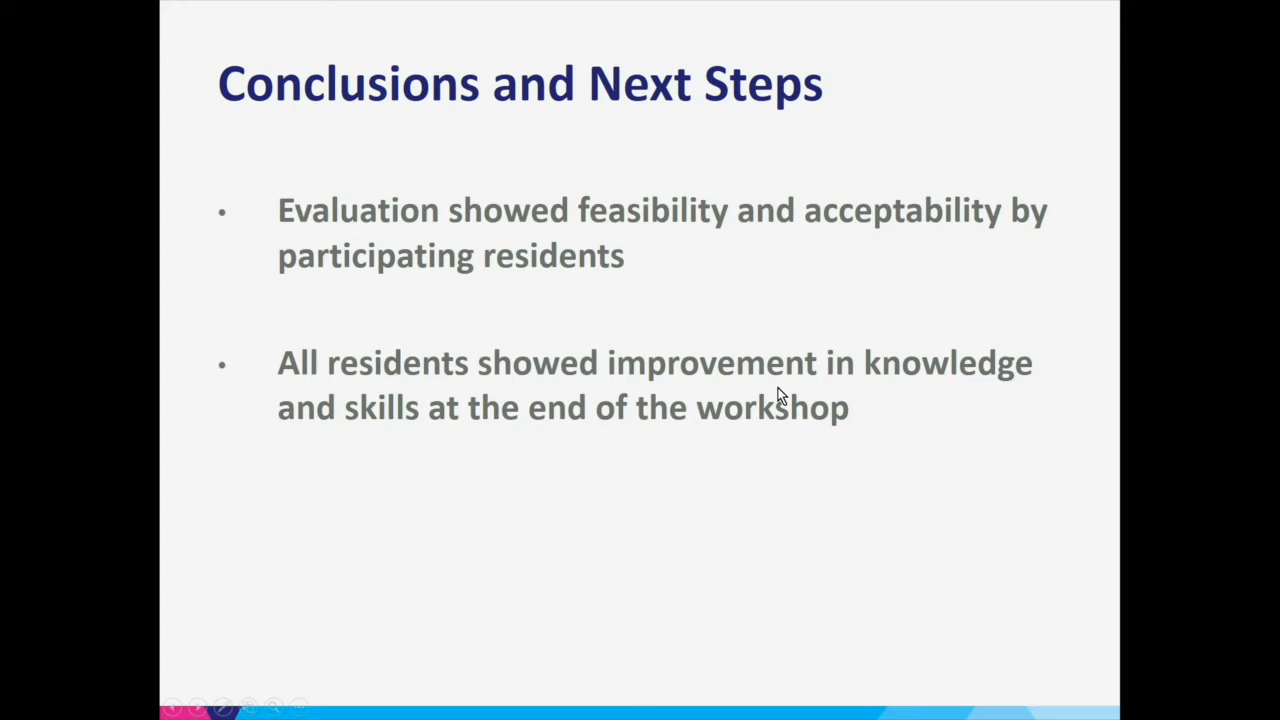 Conclusions and Next Steps
• Evaluation showed feasibility and acceptability by
participating residents
• All residents showed improvement in knowledge
and skills at the end of the workshop